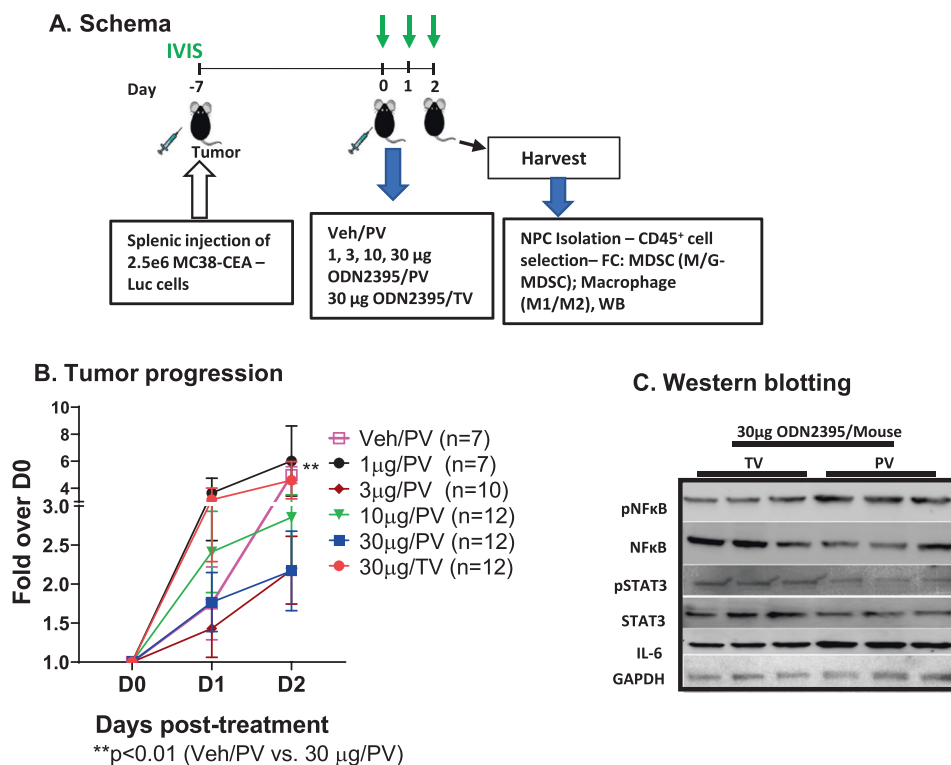 A. Schema
IVIS
Day -7 0 1 2
Tumor
Harvest
Splenic injection of
2.5e6 MC38-CEA –
Luc cells
Veh/PV
1, 3, 10, 30 µg
ODN2395/PV
30 µg ODN2395/TV
NPC Isolation – CD45+ cell
selection– FC: MDSC (M/G-
MDSC); Macrophage
(M1/M2), WB
B. Tumor progression
Fold over D0
10
8
6
4
3.0
2.5
2.0
1.5
1.0
**
D0 D1 D2
Days post-treatment
**p<0.01 (Veh/PV vs. 30 µg/PV)
Veh/PV (n=7)
1µg/PV (n=7)
3µg/PV (n=10)
10µg/PV (n=12)
30µg/PV (n=12)
30µg/TV (n=12)
C. Western blotting
30µg ODN2395/Mouse
TV PV
pNFκB
NFκB
pSTAT3
STAT3
IL-6
GAPDH